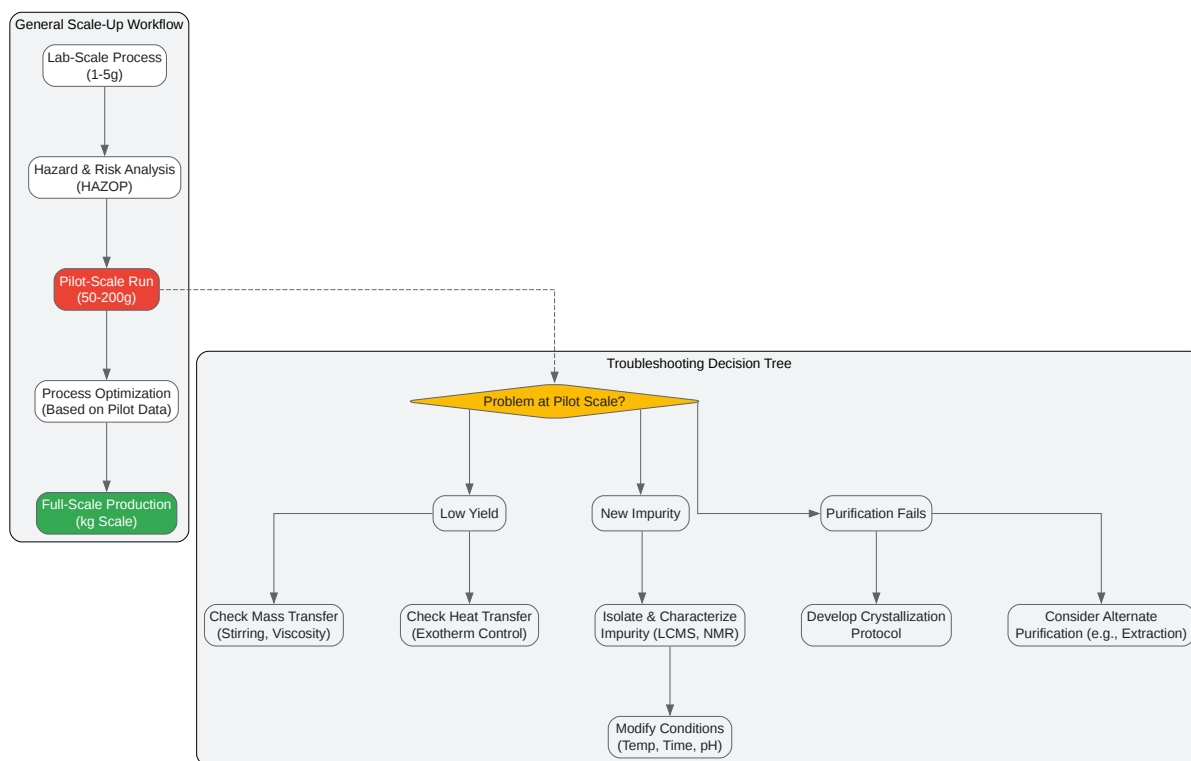 General Scale-Up Workflow
Lab-Scale Process
(1-5g)
Hazard & Risk Analysis
(HAZOP)
Pilot-Scale Run
(50-200g)
Process Optimization
(Based on Pilot Data)
Full-Scale Production
(kg Scale)
Troubleshooting Decision Tree
Problem at Pilot Scale?
Low Yield
New Impurity
Purification Fails
Check Mass Transfer
(Stirring, Viscosity)
Check Heat Transfer
(Exotherm Control)
Isolate & Characterize
Impurity (LCMS, NMR)
Develop Crystallization
Protocol
Consider Alternate
Purification (e.g., Extraction)
Modify Conditions
(Temp, Time, pH)